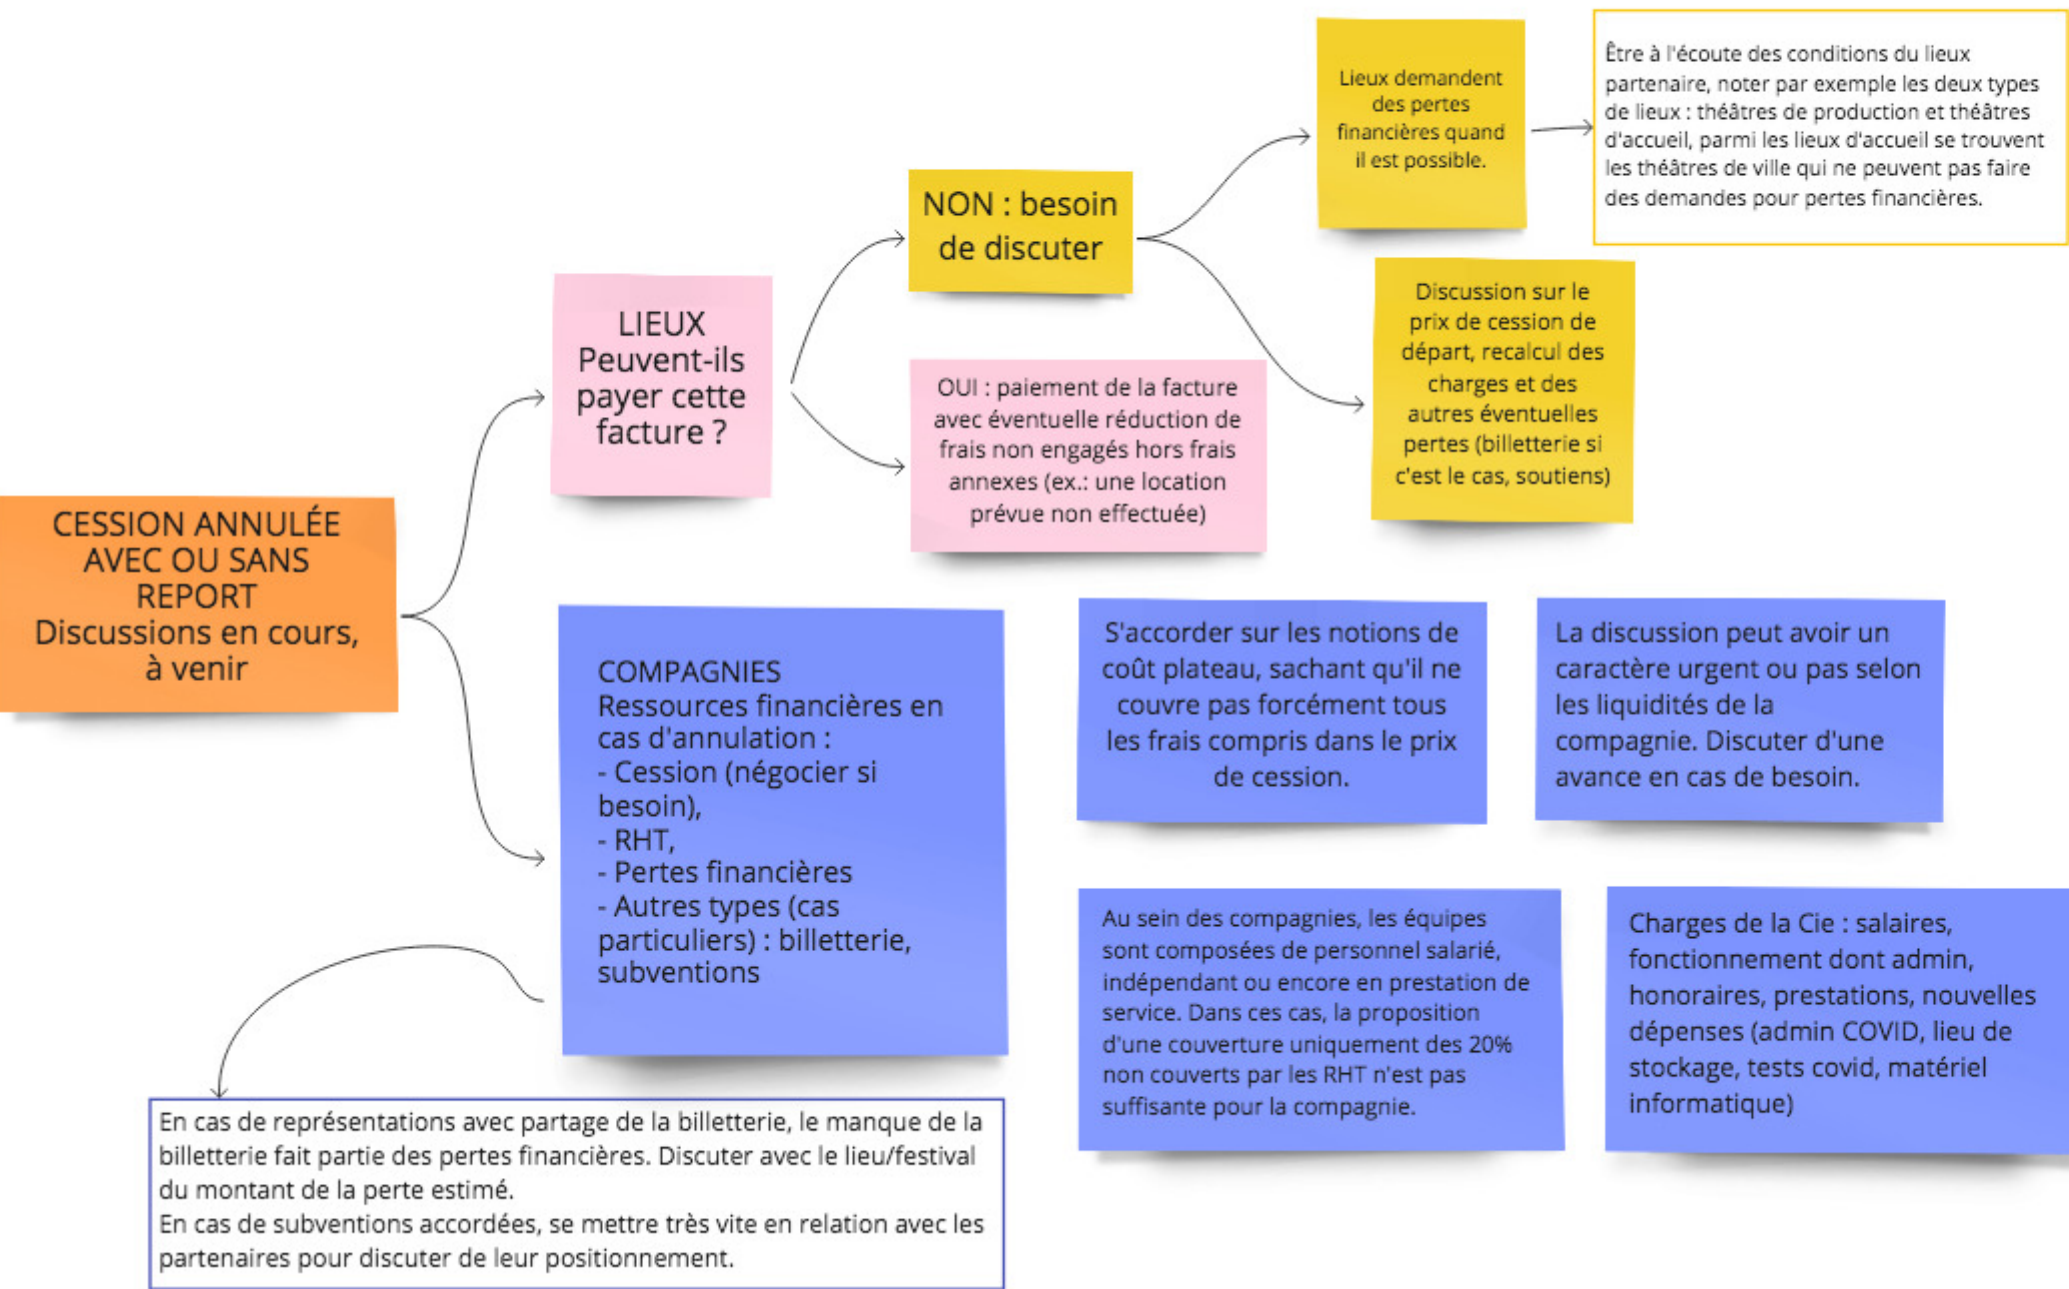 CESSION ANNULÉE
AVEC OU SANS
REPORT
Discussions en cours,
à venir
LIEUX
Peuvent-ils
payer cette
facture ?
NON : besoin
de discuter
Lieux demandent
des pertes
financières quand
il est possible.
Être à l'écoute des conditions du lieux
partenaire, noter par exemple les deux types
de lieux : théâtres de production et théâtres
d'accueil, parmi les lieux d'accueil se trouvent
les théâtres de ville qui ne peuvent pas faire
des demandes pour pertes financières.
Discussion sur le
prix de cession de
départ, recalcul des
charges et des
autres éventuelles
pertes (billetterie si
c'est le cas, soutiens)
OUI : paiement de la facture
avec éventuelle réduction de
frais non engagés hors frais
annexes (ex.: une location
prévue non effectuée)
COMPAGNIES
Ressources financières en
cas d'annulation :
- Cession (négocier si
besoin),
- RHT,
- Pertes financières
- Autres types (cas
particuliers) : billetterie,
subventions
S'accorder sur les notions de
coût plateau, sachant qu'il ne
couvre pas forcément tous
les frais compris dans le prix
de cession.
La discussion peut avoir un
caractère urgent ou pas selon
les liquidités de la
compagnie. Discuter d'une
avance en cas de besoin.
Au sein des compagnies, les équipes
sont composées de personnel salarié,
indépendant ou encore en prestation de
service. Dans ces cas, la proposition
d'une couverture uniquement des 20%
non couverts par les RHT n'est pas
suffisante pour la compagnie.
Charges de la Cie : salaires,
fonctionnement dont admin,
honoraires, prestations, nouvelles
dépenses (admin COVID, lieu de
stockage, tests covid, matériel
informatique)
En cas de représentations avec partage de la billetterie, le manque de la
billetterie fait partie des pertes financières. Discuter avec le lieu/festival
du montant de la perte estimé.
En cas de subventions accordées, se mettre très vite en relation avec les
partenaires pour discuter de leur positionnement.